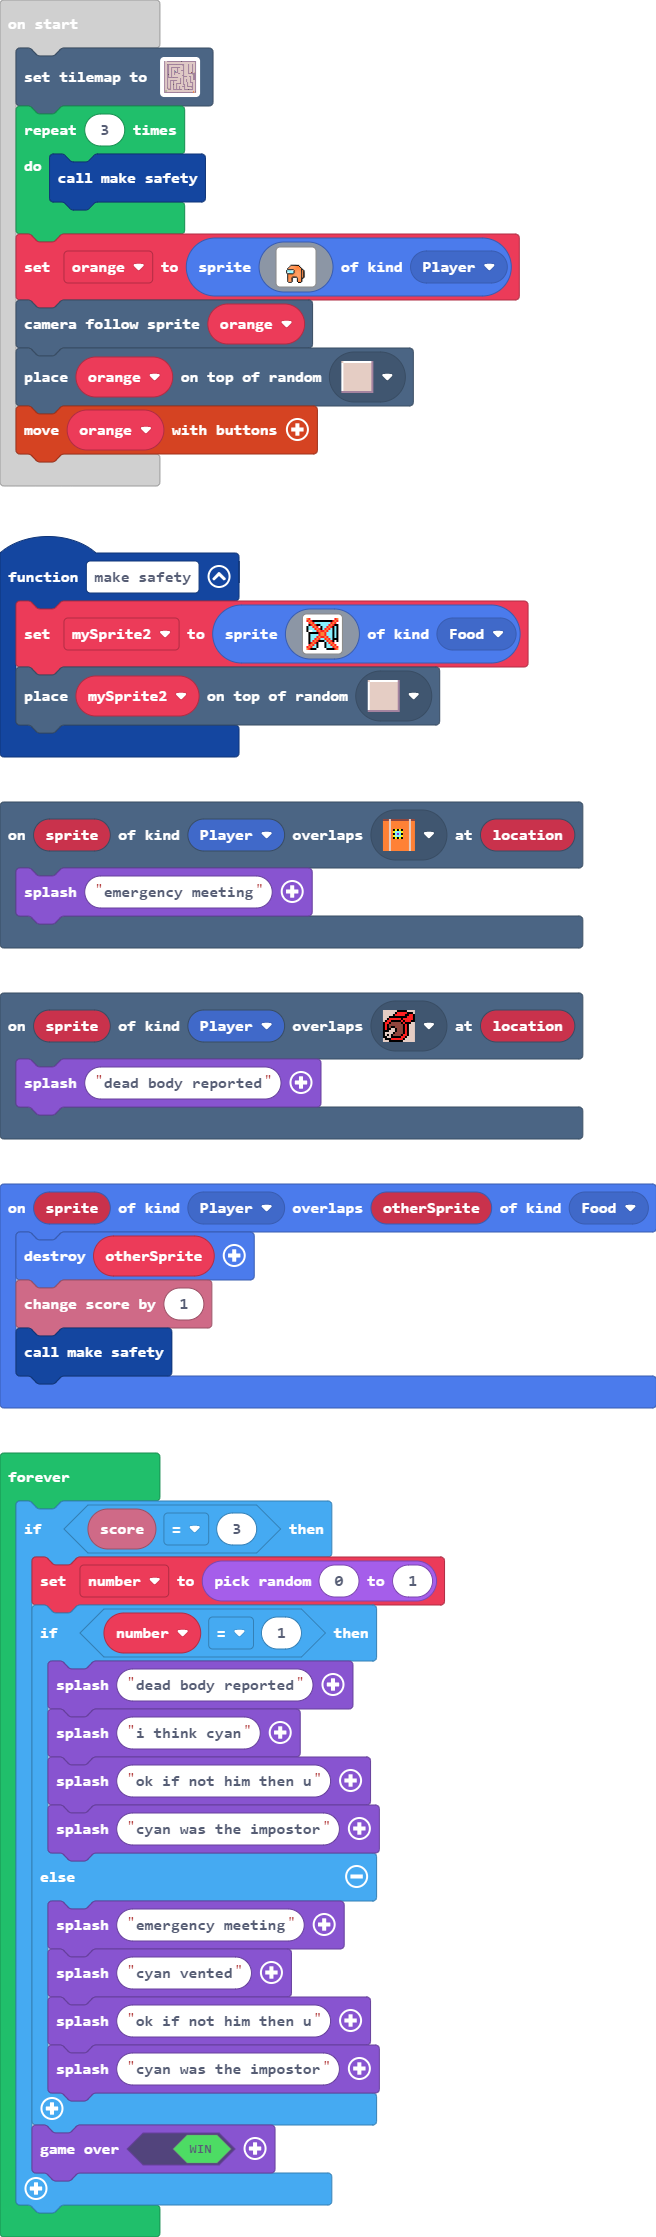 on start
set tilemap to
repeat 3 times
do call make safety
set orange to sprite of kind Player
camera follow sprite orange
place orange on top of random
move orange with buttons
function make safety
set mySprite2 to sprite of kind Food
place mySprite2 on top of random
on sprite of kind Player overlaps at location
splash "emergency meeting"
on sprite of kind Player overlaps at location
splash "dead body reported"
on sprite of kind Player overlaps otherSprite of kind Food
destroy otherSprite
change score by 1
call make safety
forever
if score = 3 then
set number to pick random 0 to 1
if number = 1 then
splash "dead body reported"
splash "i think cyan"
splash "ok if not him then u"
splash "cyan was the impostor"
else
splash "emergency meeting"
splash "cyan vented"
splash "ok if not him then u"
splash "cyan was the impostor"
game over WIN